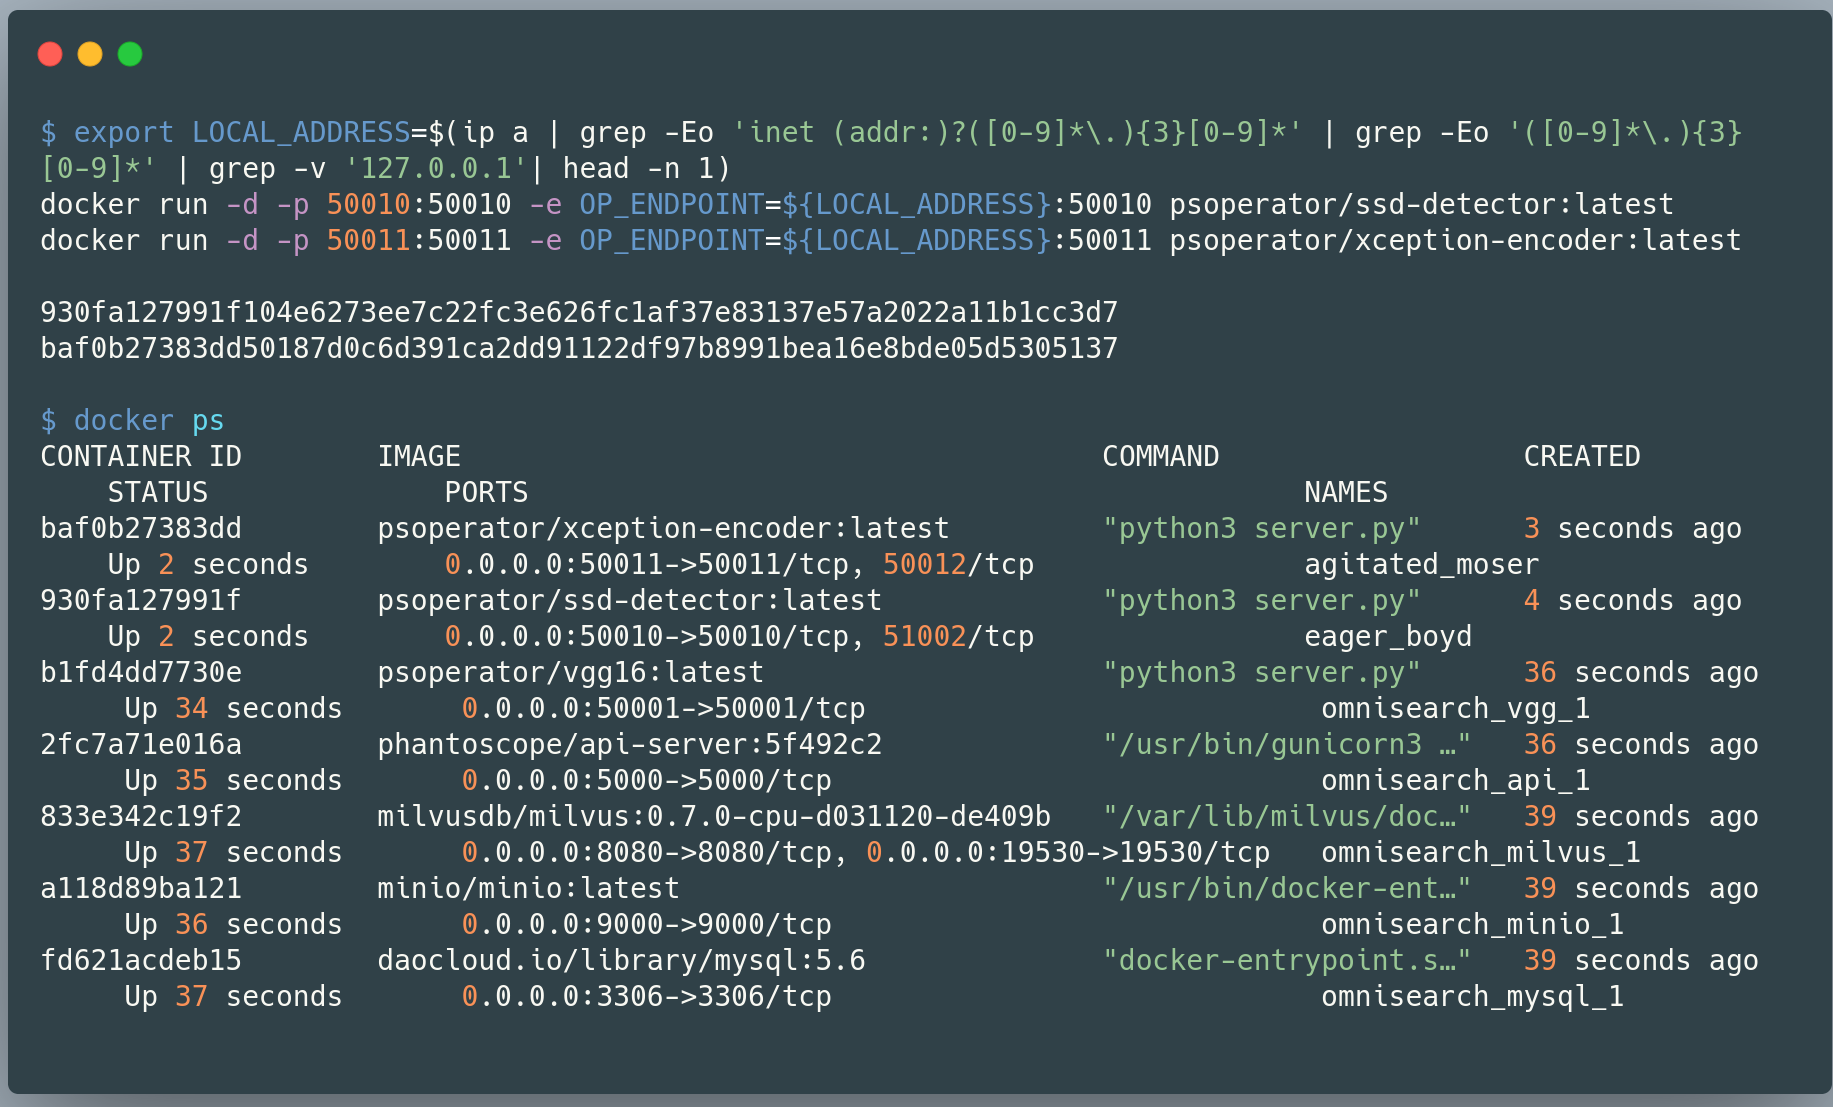 $ export LOCAL_ADDRESS=$(ip a | grep -Eo 'inet (addr:)?([0-9]*\.){3}[0-9]*' | grep -Eo '([0-9]*\.){3}
[0-9]*' | grep -v '127.0.0.1'| head -n 1)
docker run -d -p 50010:50010 -e OP_ENDPOINT=${LOCAL_ADDRESS}:50010 psoperator/ssd-detector:latest
docker run -d -p 50011:50011 -e OP_ENDPOINT=${LOCAL_ADDRESS}:50011 psoperator/xception-encoder:latest
930fa127991f104e6273ee7c22fc3e626fc1af37e83137e57a2022a11b1cc3d7
baf0b27383dd50187d0c6d391ca2dd91122df97b8991bea16e8bde05d5305137
$ docker ps
CONTAINER ID        IMAGE                                      COMMAND                  CREATED
    STATUS              PORTS                                              NAMES
baf0b27383dd        psoperator/xception-encoder:latest         "python3 server.py"      3 seconds ago
    Up 2 seconds        0.0.0.0:50011->50011/tcp, 50012/tcp                agitated_moser
930fa127991f        psoperator/ssd-detector:latest             "python3 server.py"      4 seconds ago
    Up 2 seconds        0.0.0.0:50010->50010/tcp, 51002/tcp                eager_boyd
b1fd4dd7730e        psoperator/vgg16:latest                    "python3 server.py"      36 seconds ago
     Up 34 seconds       0.0.0.0:50001->50001/tcp                           omnisearch_vgg_1
2fc7a71e016a        phantoscope/api-server:5f492c2             "/usr/bin/gunicorn3 …"   36 seconds ago
     Up 35 seconds       0.0.0.0:5000->5000/tcp                             omnisearch_api_1
833e342c19f2        milvusdb/milvus:0.7.0-cpu-d031120-de409b   "/var/lib/milvus/doc…"   39 seconds ago
     Up 37 seconds       0.0.0.0:8080->8080/tcp, 0.0.0.0:19530->19530/tcp   omnisearch_milvus_1
a118d89ba121        minio/minio:latest                         "/usr/bin/docker-ent…"   39 seconds ago
     Up 36 seconds       0.0.0.0:9000->9000/tcp                             omnisearch_minio_1
fd621acdeb15        daocloud.io/library/mysql:5.6              "docker-entrypoint.s…"   39 seconds ago
     Up 37 seconds       0.0.0.0:3306->3306/tcp                             omnisearch_mysql_1